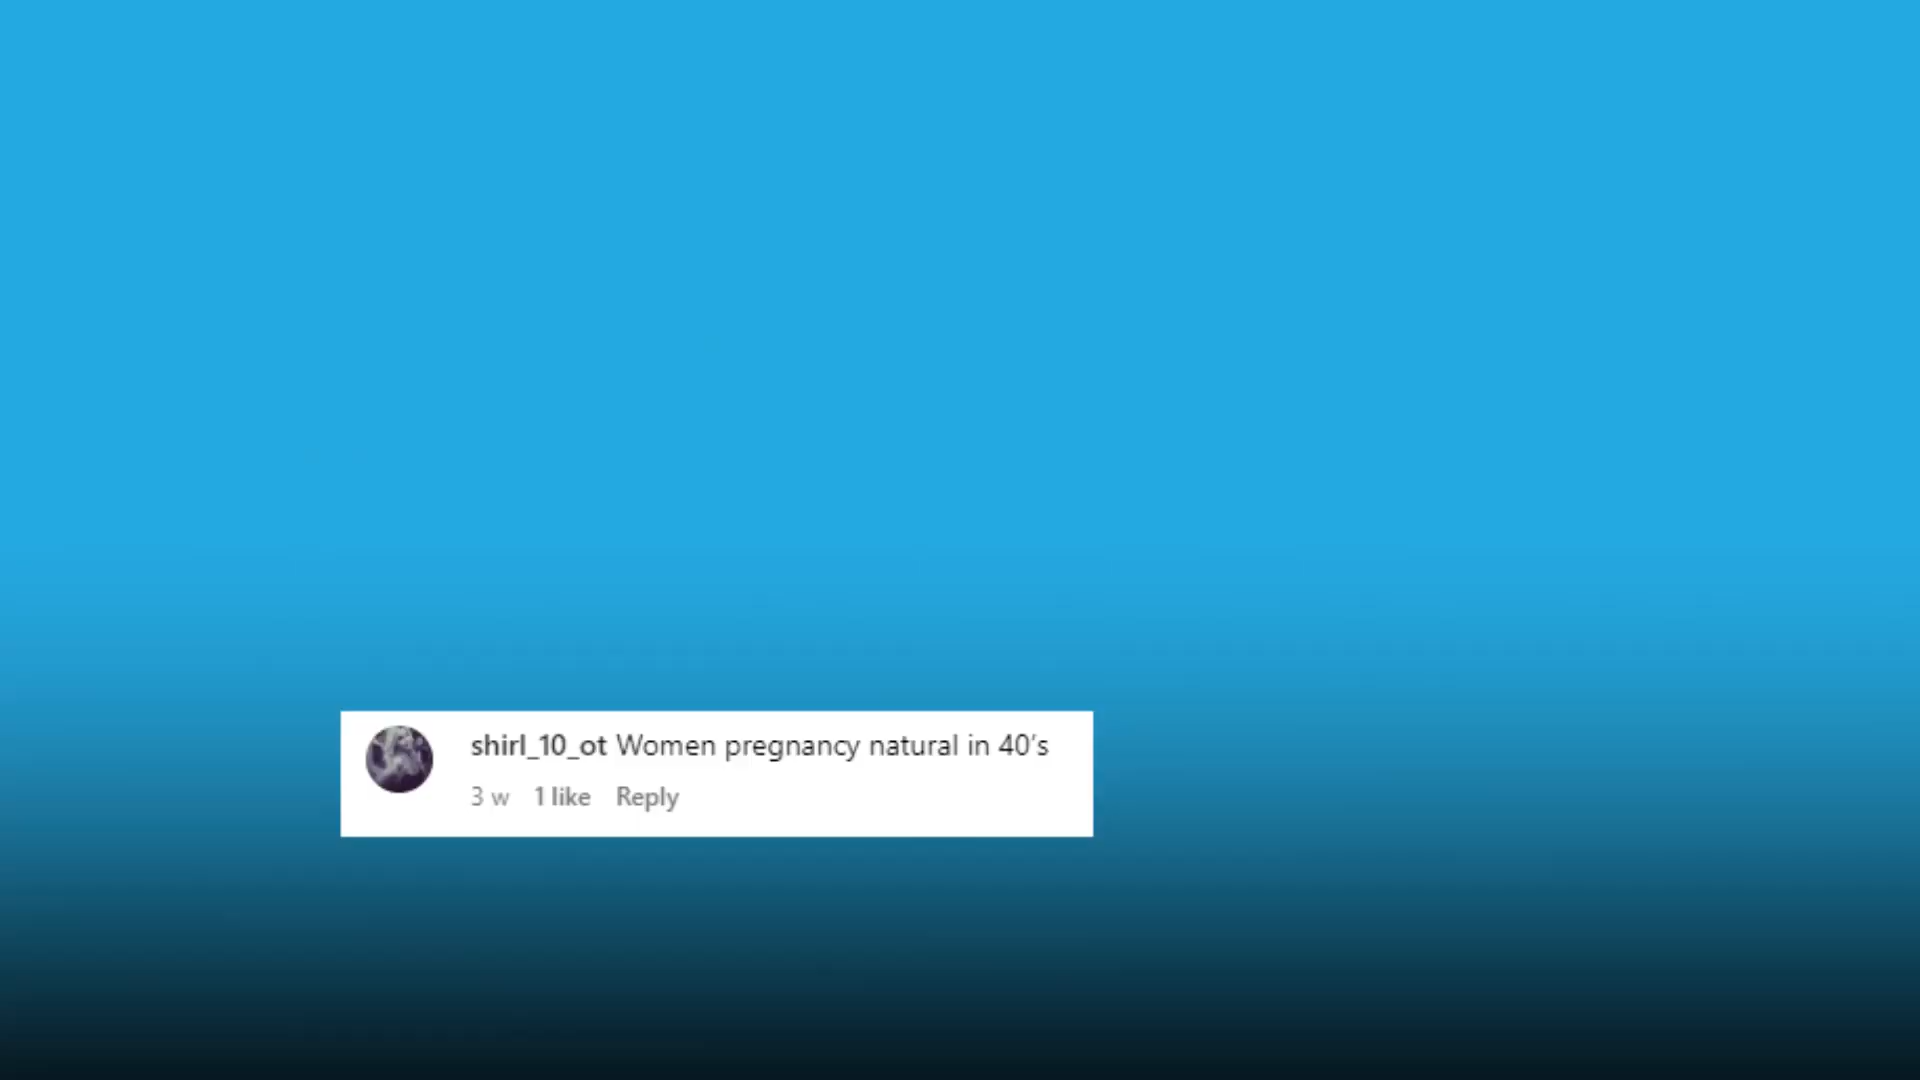 shirl_10_ot Women pregnancy natural in 40's
3 w 1 like Reply